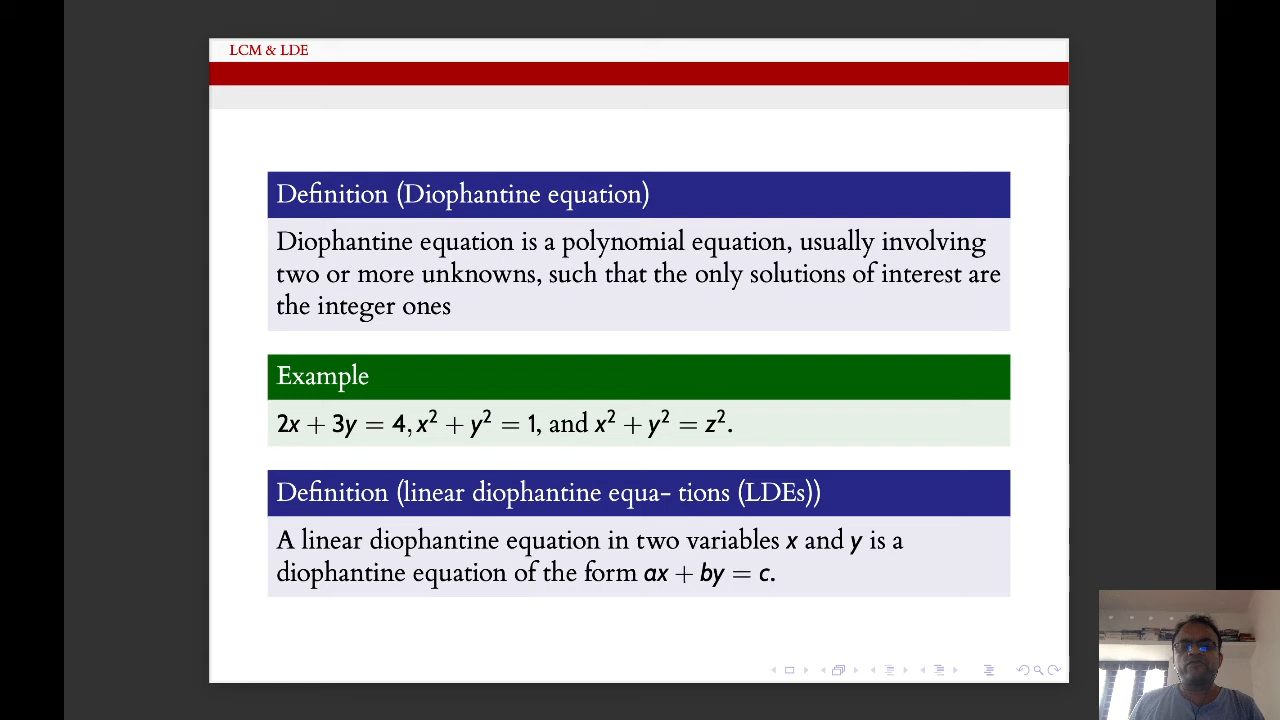 LCM & LDE
Definition (Diophantine equation)
Diophantine equation is a polynomial equation, usually involving
two or more unknowns, such that the only solutions of interest are
the integer ones
Example
2x + 3y = 4, x² + y² = 1, and x² + y² = z².
Definition (linear diophantine equa- tions (LDEs))
A linear diophantine equation in two variables x and y is a
diophantine equation of the form ax + by = c.